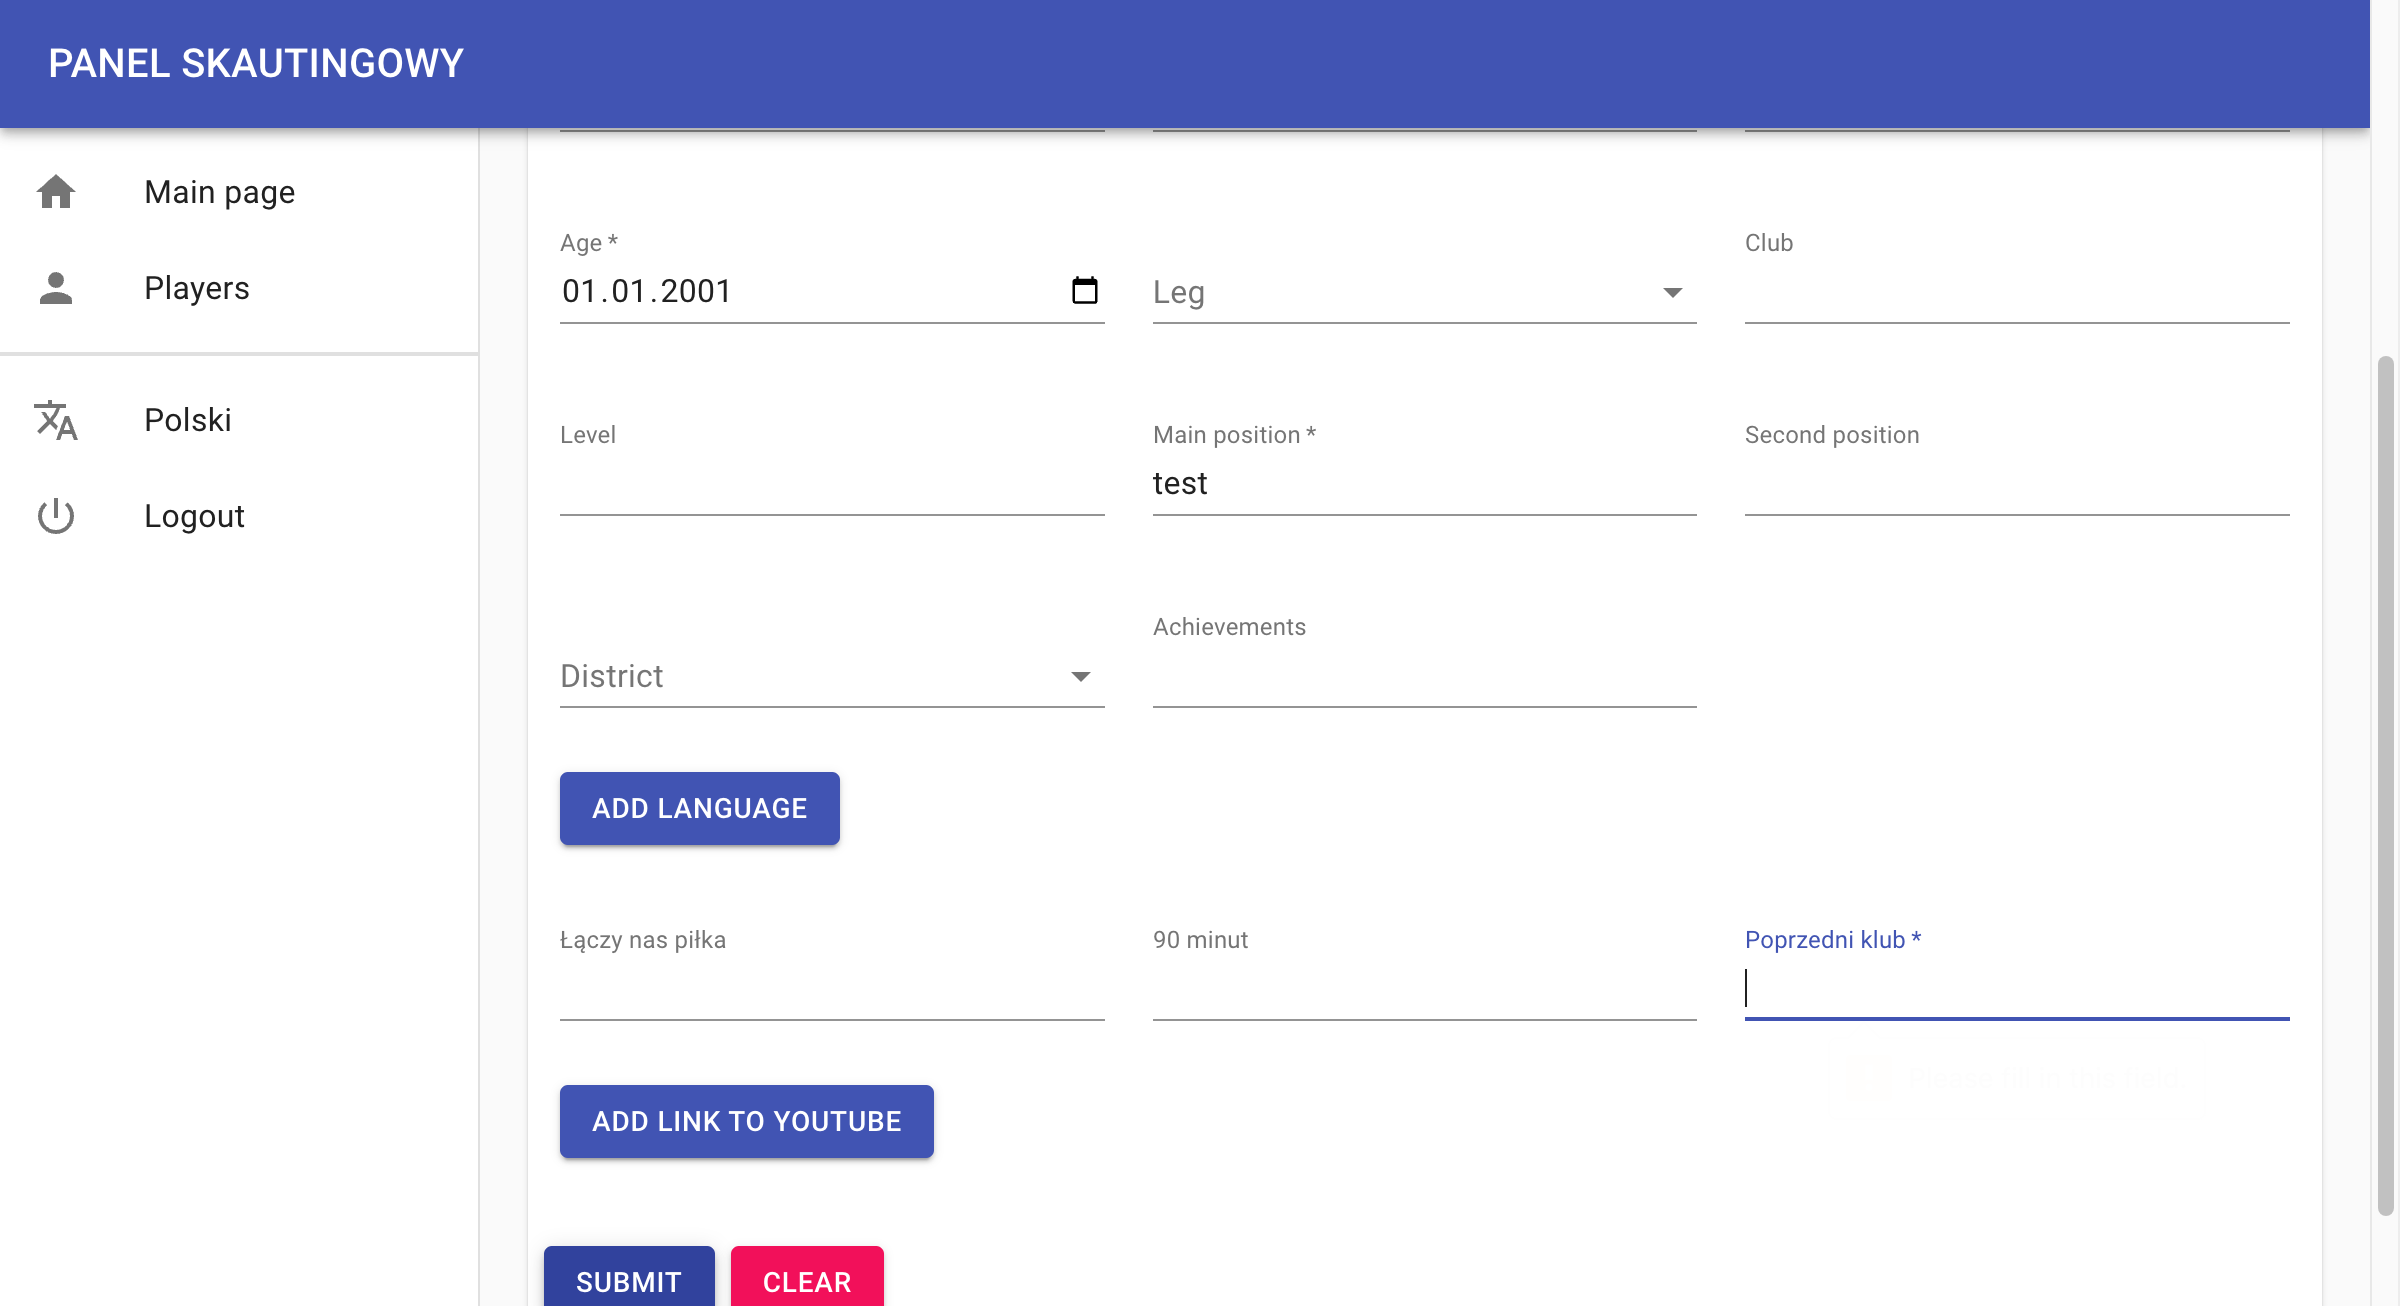 PANEL SKAUTINGOWY
Main page
Players
Polski
Logout
Age *
01.01.2001
Leg
Club
Level
Main position *
test
Second position
District
Achievements
ADD LANGUAGE
Łączy nas piłka
90 minut
Poprzedni klub *
ADD LINK TO YOUTUBE
SUBMIT
CLEAR